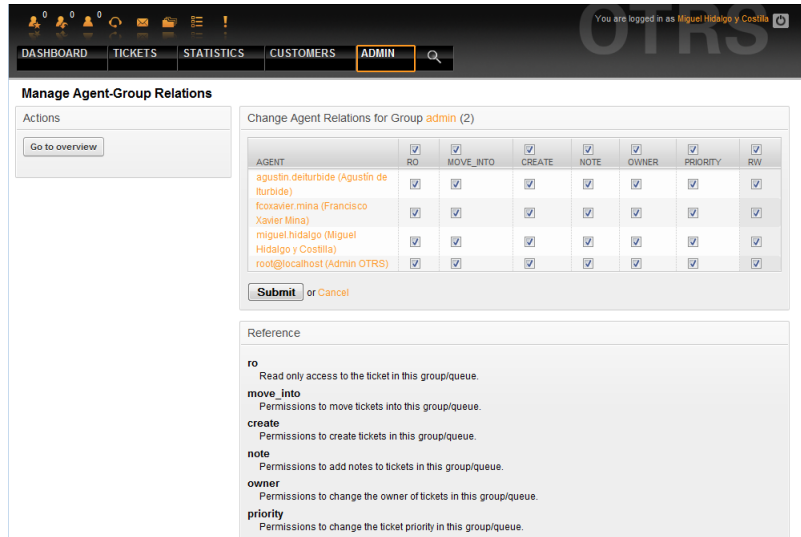 0 0 0
You are logged in as Miguel Hidalgo y Costilla
OTRS
DASHBOARD TICKETS STATISTICS CUSTOMERS ADMIN
Manage Agent-Group Relations
Actions
Go to overview
Change Agent Relations for Group admin (2)
AGENT RO MOVE_INTO CREATE NOTE OWNER PRIORITY RW
agustin.deiturbide (Agustín de
Iturbide)
fcoxavier.mina (Francisco
Xavier Mina)
miguel.hidalgo (Miguel
Hidalgo y Costilla)
root@localhost (Admin OTRS)
Submit or Cancel
Reference
ro
Read only access to the ticket in this group/queue.
move_into
Permissions to move tickets into this group/queue.
create
Permissions to create tickets in this group/queue.
note
Permissions to add notes to tickets in this group/queue.
owner
Permissions to change the owner of tickets in this group/queue.
priority
Permissions to change the ticket priority in this group/queue.